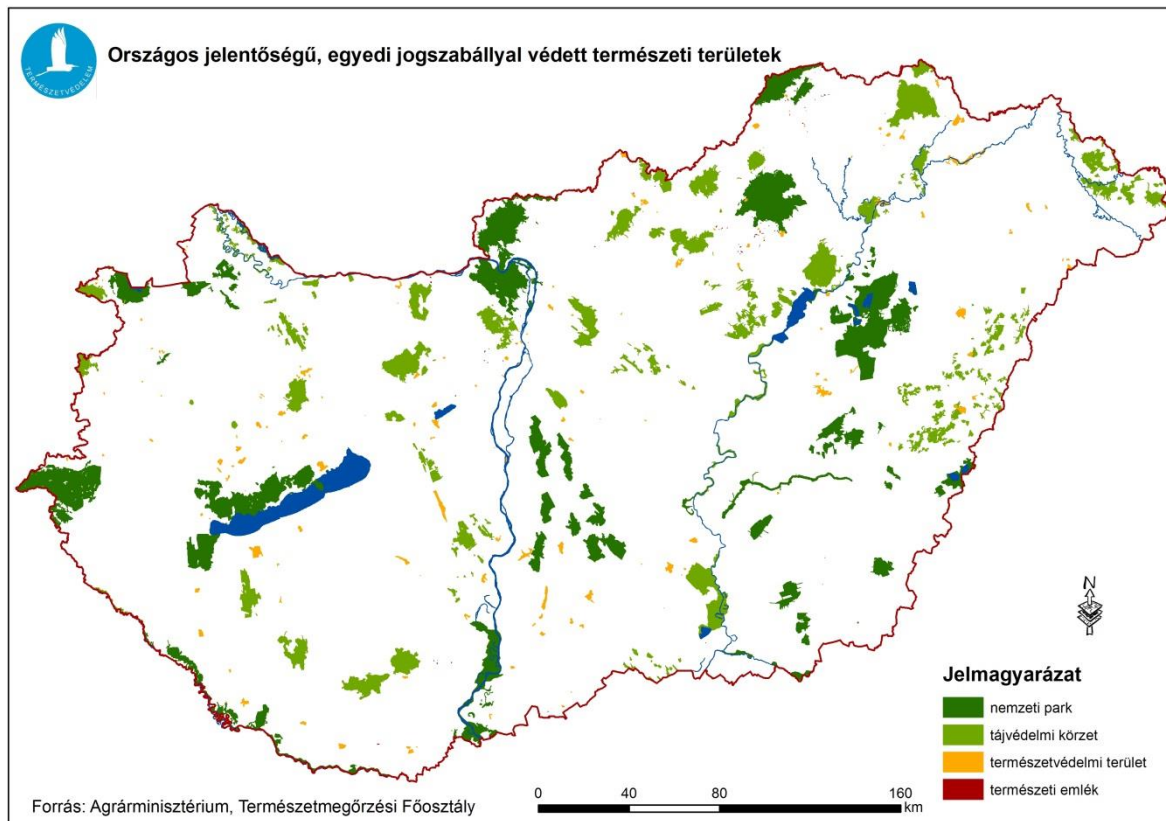 Országos jelentőségű, egyedi jogszabállyal védett természeti területek
TERMÉSZETVÉDELEM
N
Jelmagyarázat
nemzeti park
tájvédelmi körzet
természetvédelmi terület
természeti emlék
Forrás: Agrárminisztérium, Természetmegőrzési Főosztály
0 40 80 160
km